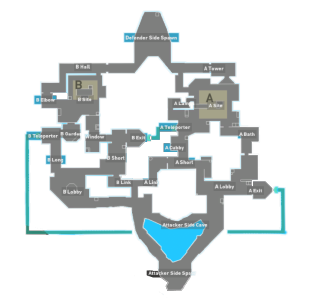 Defender Side Spawn
B Hall
A Tower
B
B Site
A
A Site
B Elbow
A Teleporter
A Teleporter
B Garden
Window
B Exit
A Bath
A Lobby
B Short
B Long
A Short
B Link
A Link
B Lobby
A Lobby
A Exit
Attacker Side Cave
Attacker Side Spawn